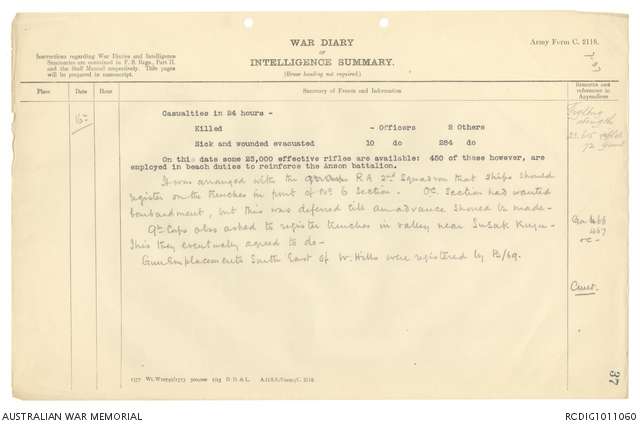 WAR DIARY
OF
INTELLIGENCE SUMMARY.
(Erase heading not required.)
Army Form C. 2118.
Instructions regarding War Diaries and Intelligence
Summaries are contained in F. S. Regs., Part II.
and the Staff Manual respectively. Title pages
will be prepared in manuscript.
Place
Date
Hour
Summary of Events and Information
Remarks and
references to
Appendices
16th
Casualties in 24 hours -
Killed - Officers 2 Others
Sick and wounded evacuated 10 do 284 do
On this date some 23,000 effective rifles are available: 450 of these however, are
employed in beach duties to reinforce the Anson battalion.
Fighting
strength
It was arranged with the R.A. 2nd Squadron that ships should
register on the trenches in front of No 6 Section. OC. Section had wanted
bombardment, but this was deferred till an advance should be made-
9th Corps also asked to register trenches in valley near Susak Kuyu-
This they eventually agreed to do-
Gun Emplacements South East of W. Hills were registered by B/69.
467
37
AUSTRALIAN WAR MEMORIAL
RCDIG1011060